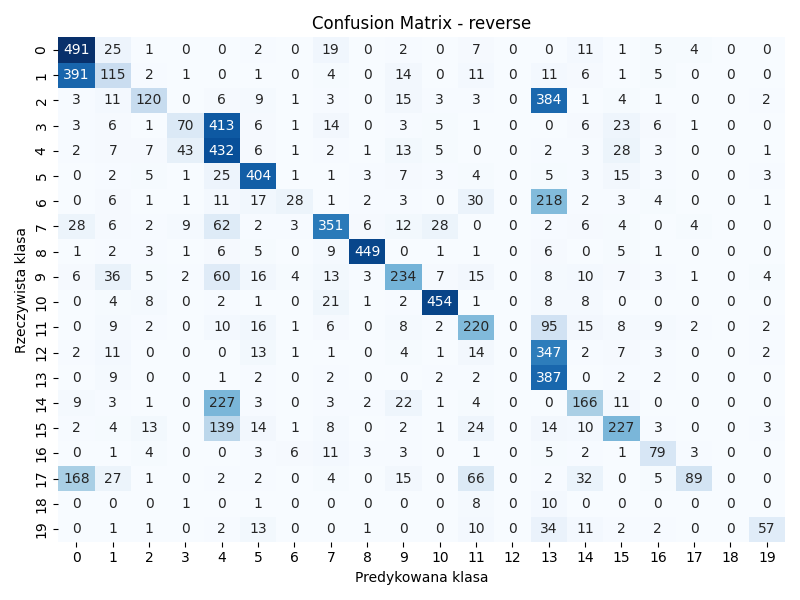 Confusion Matrix - reverse
Rzeczywista klasa
0 491 25 1 0 0 2 0 19 0 2 0 7 0 0 11 1 5 4 0 0
1 391 115 2 1 0 1 0 4 0 14 0 11 0 11 6 1 5 0 0 0
2 3 11 120 0 6 9 1 3 0 15 3 3 0 384 1 4 1 0 0 2
3 3 6 1 70 413 6 1 14 0 3 5 1 0 0 6 23 6 1 0 0
4 2 7 7 43 432 6 1 2 1 13 5 0 0 2 3 28 3 0 0 1
5 0 2 5 1 25 404 1 1 3 7 3 4 0 5 3 15 3 0 0 3
6 0 6 1 1 11 17 28 1 2 3 0 30 0 218 2 3 4 0 0 1
7 28 6 2 9 62 2 3 351 6 12 28 0 0 2 6 4 0 4 0 0
8 1 2 3 1 6 5 0 9 449 0 1 1 0 6 0 5 1 0 0 0
9 6 36 5 2 60 16 4 13 3 234 7 15 0 8 10 7 3 1 0 4
10 0 4 8 0 2 1 0 21 1 2 454 1 0 8 8 0 0 0 0 0
11 0 9 2 0 10 16 1 6 0 8 2 220 0 95 15 8 9 2 0 2
12 2 11 0 0 0 13 1 1 0 4 1 14 0 347 2 7 3 0 0 2
13 0 9 0 0 1 2 0 2 0 0 2 2 0 387 0 2 2 0 0 0
14 9 3 1 0 227 3 0 3 2 22 1 4 0 0 166 11 0 0 0 0
15 2 4 13 0 139 14 1 8 0 2 1 24 0 14 10 227 3 0 0 3
16 0 1 4 0 0 3 6 11 3 3 0 1 0 5 2 1 79 3 0 0
17 168 27 1 0 2 2 0 4 0 15 0 66 0 2 32 0 5 89 0 0
18 0 0 0 1 0 1 0 0 0 0 0 8 0 10 0 0 0 0 0 0
19 0 1 1 0 2 13 0 0 1 0 0 10 0 34 11 2 2 0 0 57
0 1 2 3 4 5 6 7 8 9 10 11 12 13 14 15 16 17 18 19
Predykowana klasa